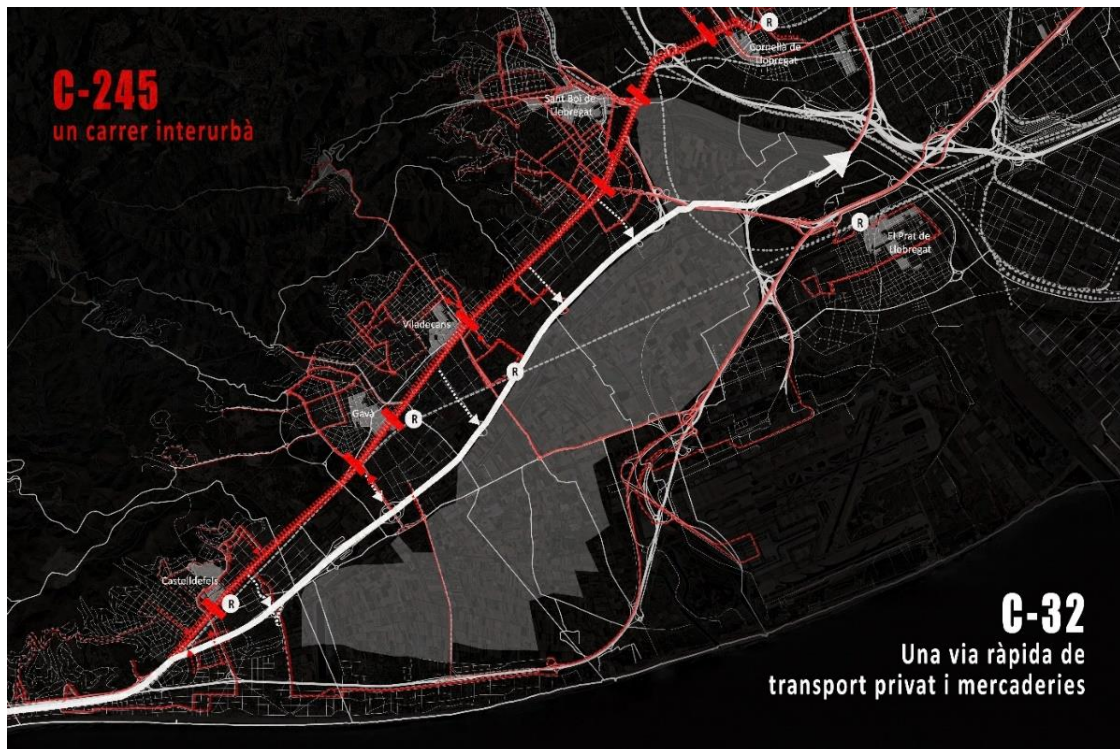 C-245
un carrer interurbà
R
Cornellà de
Llobregat
Sant Boi de
Llobregat
R
El Prat de
Llobregat
Viladecans
R
Gavà
R
Castelldefels
R
C-32
Una via ràpida de
transport privat i mercaderies